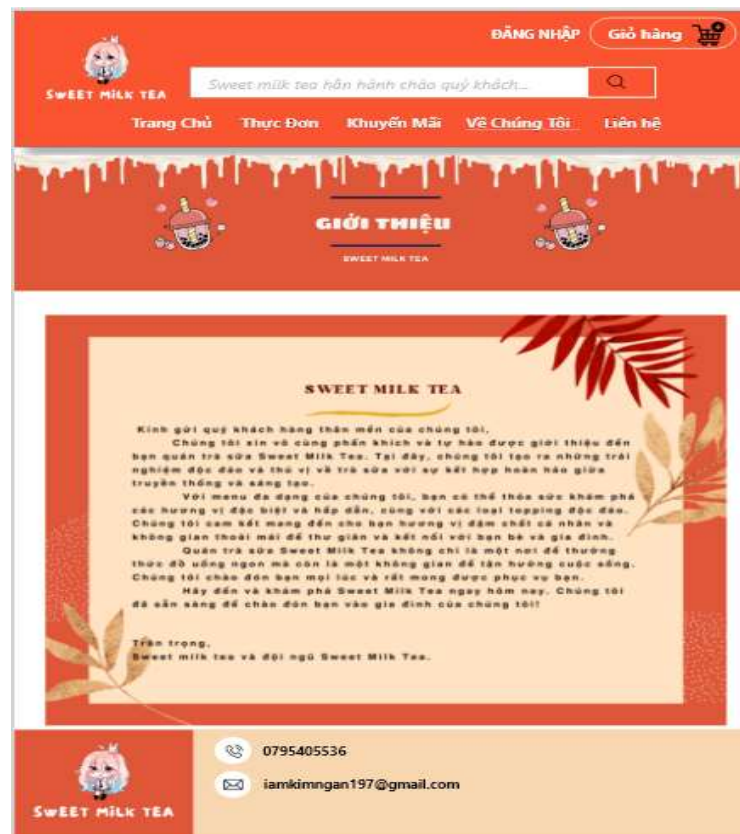 ĐĂNG NHẬP
Giỏ hàng
SWEET MILK TEA
Sweet milk tea hân hành chào quý khách...
Trang Chủ Thực Đơn Khuyến Mãi Về Chúng Tôi Liên hệ
GIỚI THIỆU
SWEET MILK TEA
SWEET MILK TEA
Kính gửi quý khách hàng thân mến của chúng tôi,
Chúng tôi xin vô cùng phấn khích và tự hào được giới thiệu đến
bạn quán trà sữa Sweet Milk Tea. Tại đây, chúng tôi tạo ra những trải
nghiệm độc đáo và thú vị về trà sữa với sự kết hợp hoàn hảo giữa
truyền thống và sáng tạo.
Với menu đa dạng của chúng tôi, bạn có thể thỏa sức khám phá
các hương vị đặc biệt và hấp dẫn, cùng với các loại topping độc đáo.
Chúng tôi cam kết mang đến cho bạn hương vị đậm chất cá nhân và
không gian thoải mái để thư giãn và kết nối với bạn bè và gia đình.
Quán trà sữa Sweet Milk Tea không chỉ là một nơi để thưởng
thức đồ uống ngon mà còn là một không gian để tận hưởng cuộc sống.
Chúng tôi chào đón bạn mọi lúc và rất mong được phục vụ bạn.
Hãy đến và khám phá Sweet Milk Tea ngay hôm nay. Chúng tôi
đã sẵn sàng để chào đón bạn vào gia đình của chúng tôi!
Trân trọng,
Sweet milk tea và đội ngũ Sweet Milk Tea.
0795405536
iamkimngan197@gmail.com
SWEET MILK TEA